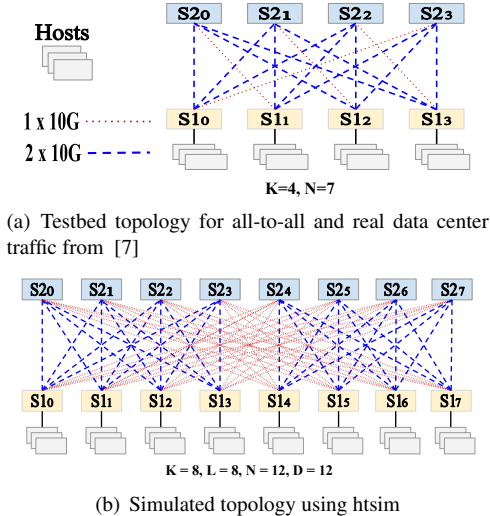 S2₀ S2₁ S2₂ S2₃
Hosts
1 x 10G
2 x 10G
S1₀ S1₁ S1₂ S1₃
K=4, N=7
(a) Testbed topology for all-to-all and real data center
traffic from [7]
S2₀ S2₁ S2₂ S2₃ S2₄ S2₅ S2₆ S2₇
S1₀ S1₁ S1₂ S1₃ S1₄ S1₅ S1₆ S1₇
K = 8, L = 8, N = 12, D = 12
(b) Simulated topology using htsim